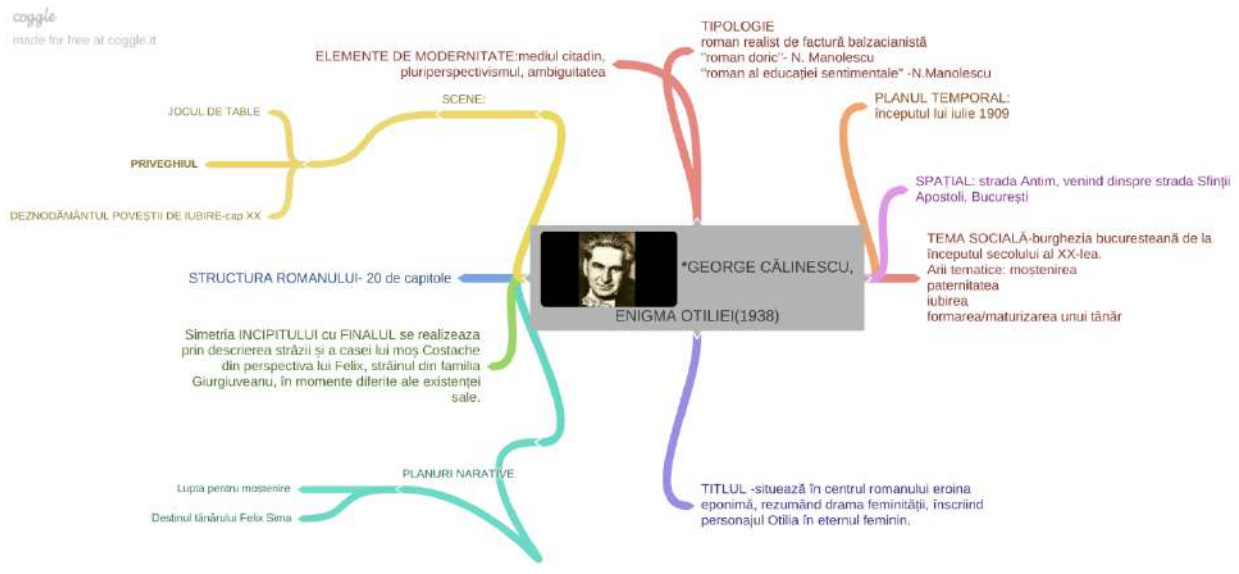 coggle
made for free at coggle.it
ELEMENTE DE MODERNITATE:mediul citadin,
pluriperspectivismul, ambiguitatea
TIPOLOGIE
roman realist de factură balzacianistă
"roman doric"- N. Manolescu
"roman al educației sentimentale" -N.Manolescu
SCENE:
JOCUL DE TABLE
PRIVEGHIUL
DEZNODĂMÂNTUL POVEȘTII DE IUBIRE-cap XX
PLANUL TEMPORAL:
începutul lui iulie 1909
SPAȚIAL: strada Antim, venind dinspre strada Sfinții
Apostoli, București
TEMA SOCIALĂ-burghezia bucuresteană de la
începutul secolului al XX-lea.
Arii tematice: moștenirea
paternitatea
iubirea
formarea/maturizarea unui tânăr
*GEORGE CĂLINESCU,
ENIGMA OTILIEI(1938)
STRUCTURA ROMANULUI- 20 de capitole
Simetria INCIPITULUI cu FINALUL se realizeaza
prin descrierea străzii și a casei lui moș Costache
din perspectiva lui Felix, străinul din familia
Giurgiuveanu, în momente diferite ale existenței
sale.
PLANURI NARATIVE
Lupta pentru moștenire
Destinul tânărului Felix Sima
TITLUL -situează în centrul romanului eroina
eponimă, rezumând drama feminității, înscriind
personajul Otilia în eternul feminin.